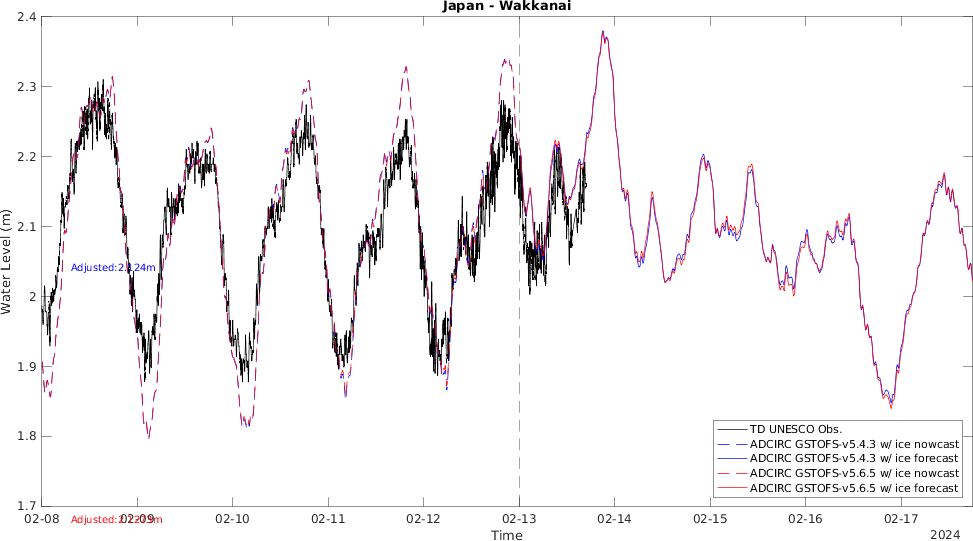 Japan - Wakkanai
2.4
2.3
2.2
2.1
2
1.9
1.8
1.7
Water Level (m)
02-08
02-09
02-10
02-11
02-12
02-13
02-14
02-15
02-16
02-17
Time
2024
TD UNESCO Obs.
ADCIRC GSTOFS-v5.4.3 w/ ice nowcast
ADCIRC GSTOFS-v5.4.3 w/ ice forecast
ADCIRC GSTOFS-v5.6.5 w/ ice nowcast
ADCIRC GSTOFS-v5.6.5 w/ ice forecast